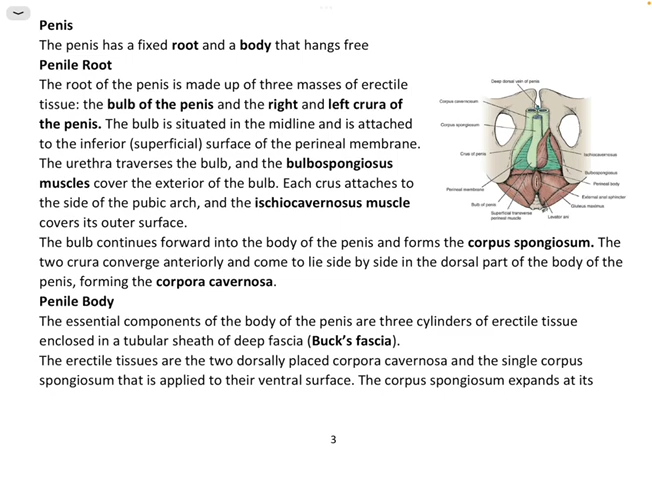 Penis
The penis has a fixed root and a body that hangs free
Penile Root
The root of the penis is made up of three masses of erectile
tissue: the bulb of the penis and the right and left crura of
the penis. The bulb is situated in the midline and is attached
to the inferior (superficial) surface of the perineal membrane.
The urethra traverses the bulb, and the bulbospongiosus
muscles cover the exterior of the bulb. Each crus attaches to
the side of the pubic arch, and the ischiocavernosus muscle
covers its outer surface.
Deep dorsal vein of penis
Corpus cavernosum
Corpus spongiosum
Crus of penis
Ischiocavernosus
Bulbospongiosus
Perineal body
Perineal membrane
External anal sphincter
Bulb of penis
Gluteus maximus
Superficial transverse
perineal muscle
Levator ani
The bulb continues forward into the body of the penis and forms the corpus spongiosum. The
two crura converge anteriorly and come to lie side by side in the dorsal part of the body of the
penis, forming the corpora cavernosa.
Penile Body
The essential components of the body of the penis are three cylinders of erectile tissue
enclosed in a tubular sheath of deep fascia (Buck’s fascia).
The erectile tissues are the two dorsally placed corpora cavernosa and the single corpus
spongiosum that is applied to their ventral surface. The corpus spongiosum expands at its
3